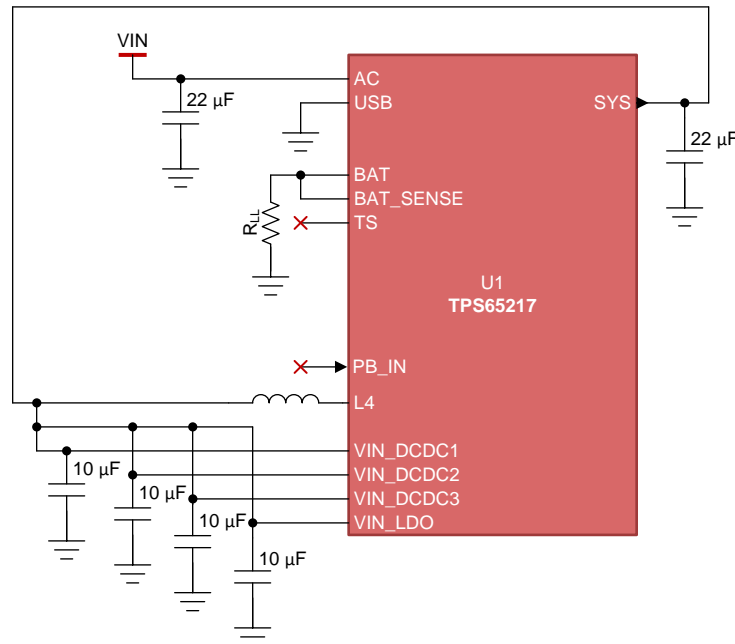 VIN
AC
22 µF
USB
SYS
22 µF
BAT
BAT_SENSE
TS
RLL
U1
TPS65217
PB_IN
L4
VIN_DCDC1
10 µF
VIN_DCDC2
10 µF
VIN_DCDC3
10 µF
VIN_LDO
10 µF